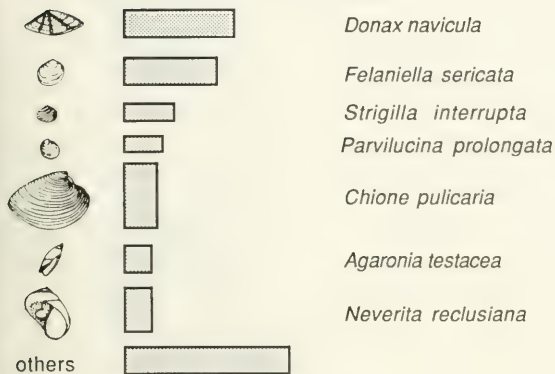 Donax navicula
Felaniella sericata
Strigilla interrupta
Parvilucina prolongata
Chione pulicaria
Agaronia testacea
Neverita reclusiana
others